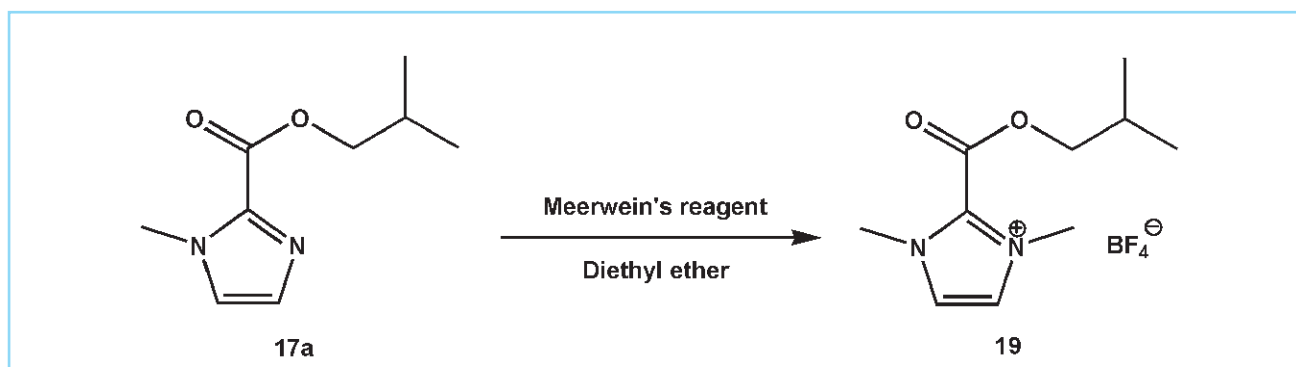 O
O
O
O
Meerwein's reagent
N
N
N
N
⊕
BF4 ⊖
Diethyl ether
17a
19